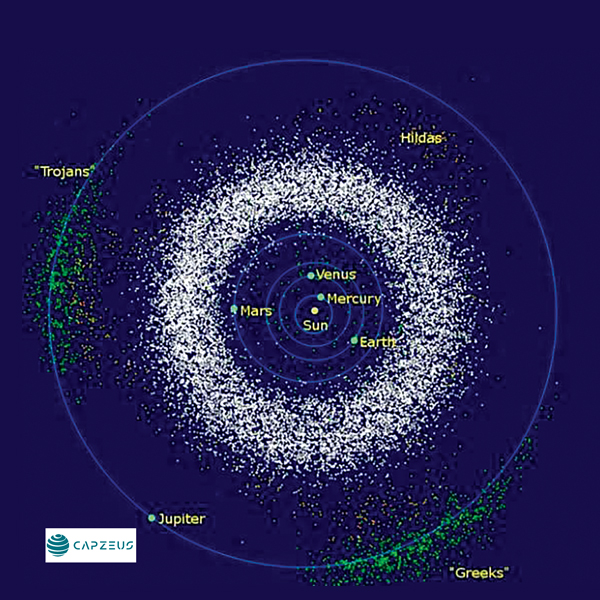 Hildas
"Trojans"
Venus
Mercury
Mars
Sun
Earth
Jupiter
CAPZEUS
"Greeks"